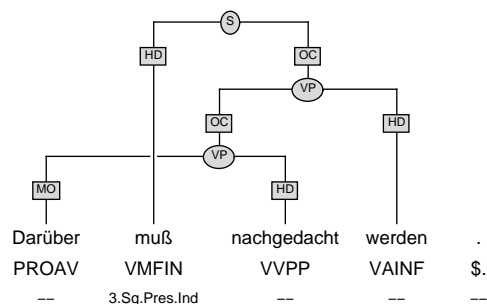 S
HD OC
VP
OC HD
VP
MO HD
Darüber muß nachgedacht werden .
PROAV VMFIN VVPP VAINF $.
−− 3.Sg.Pres.Ind −− −− −−